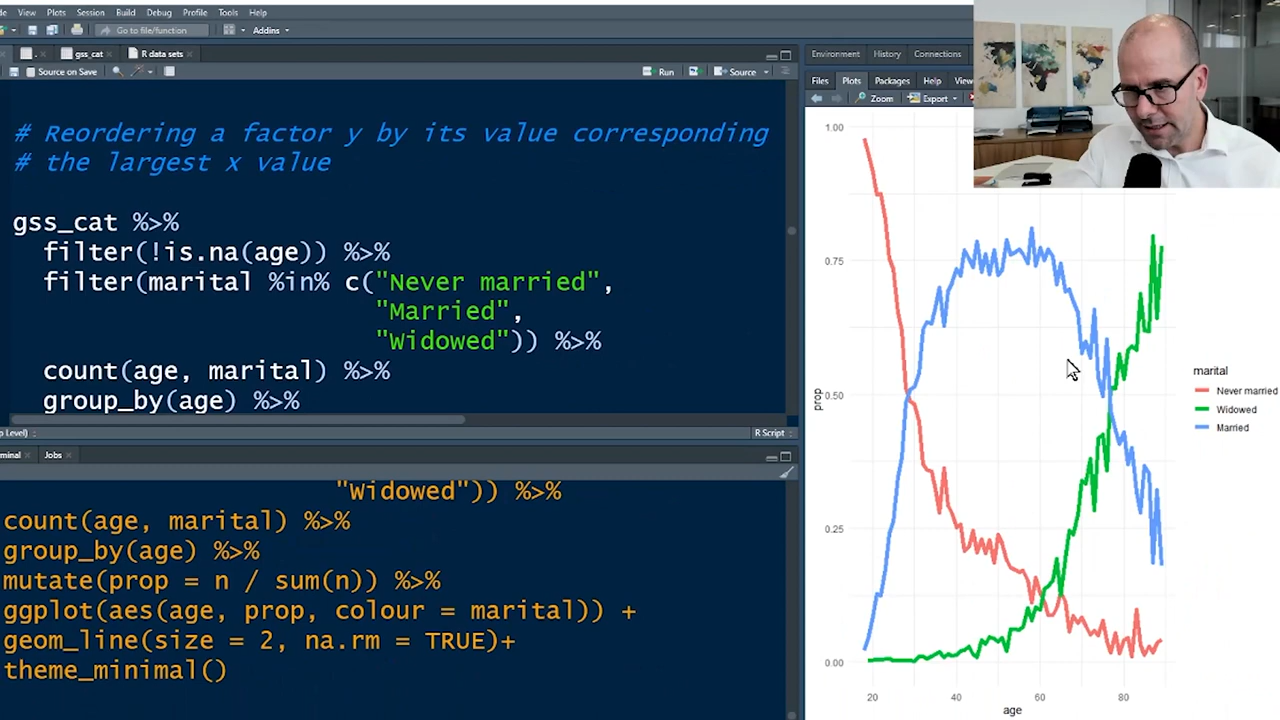 View Plots Session Build Debug Profile Tools Help
Go to file/function Addins
gss_cat R data sets
Source on Save Run Source
# Reordering a factor y by its value corresponding
# the largest x value
gss_cat %>%
filter(!is.na(age)) %>%
filter(marital %in% c("Never married",
"Married",
"Widowed")) %>%
count(age, marital) %>%
group_by(age) %>%
R Script
Jobs
"Widowed")) %>%
count(age, marital) %>%
group_by(age) %>%
mutate(prop = n / sum(n)) %>%
ggplot(aes(age, prop, colour = marital)) +
geom_line(size = 2, na.rm = TRUE)+
theme_minimal()
Environment History Connections
Files Plots Packages Help
Zoom Export
1.00
0.75
0.50
0.25
0.00
prop
20 40 60 80
age
marital
Never married
Widowed
Married